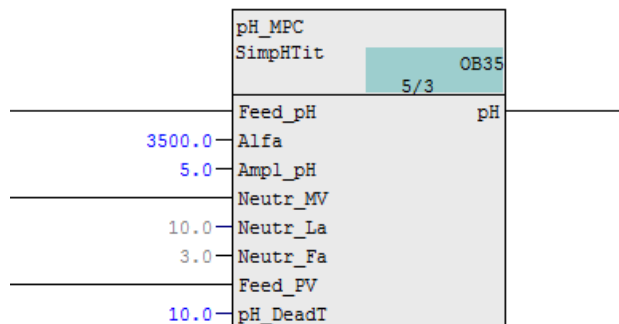 pH_MPC
SimpHTit
OB35
5/3
Feed_pH pH
3500.0 Alfa
5.0 Ampl_pH
Neutr_MV
10.0 Neutr_La
3.0 Neutr_Fa
Feed_PV
10.0 pH_DeadT